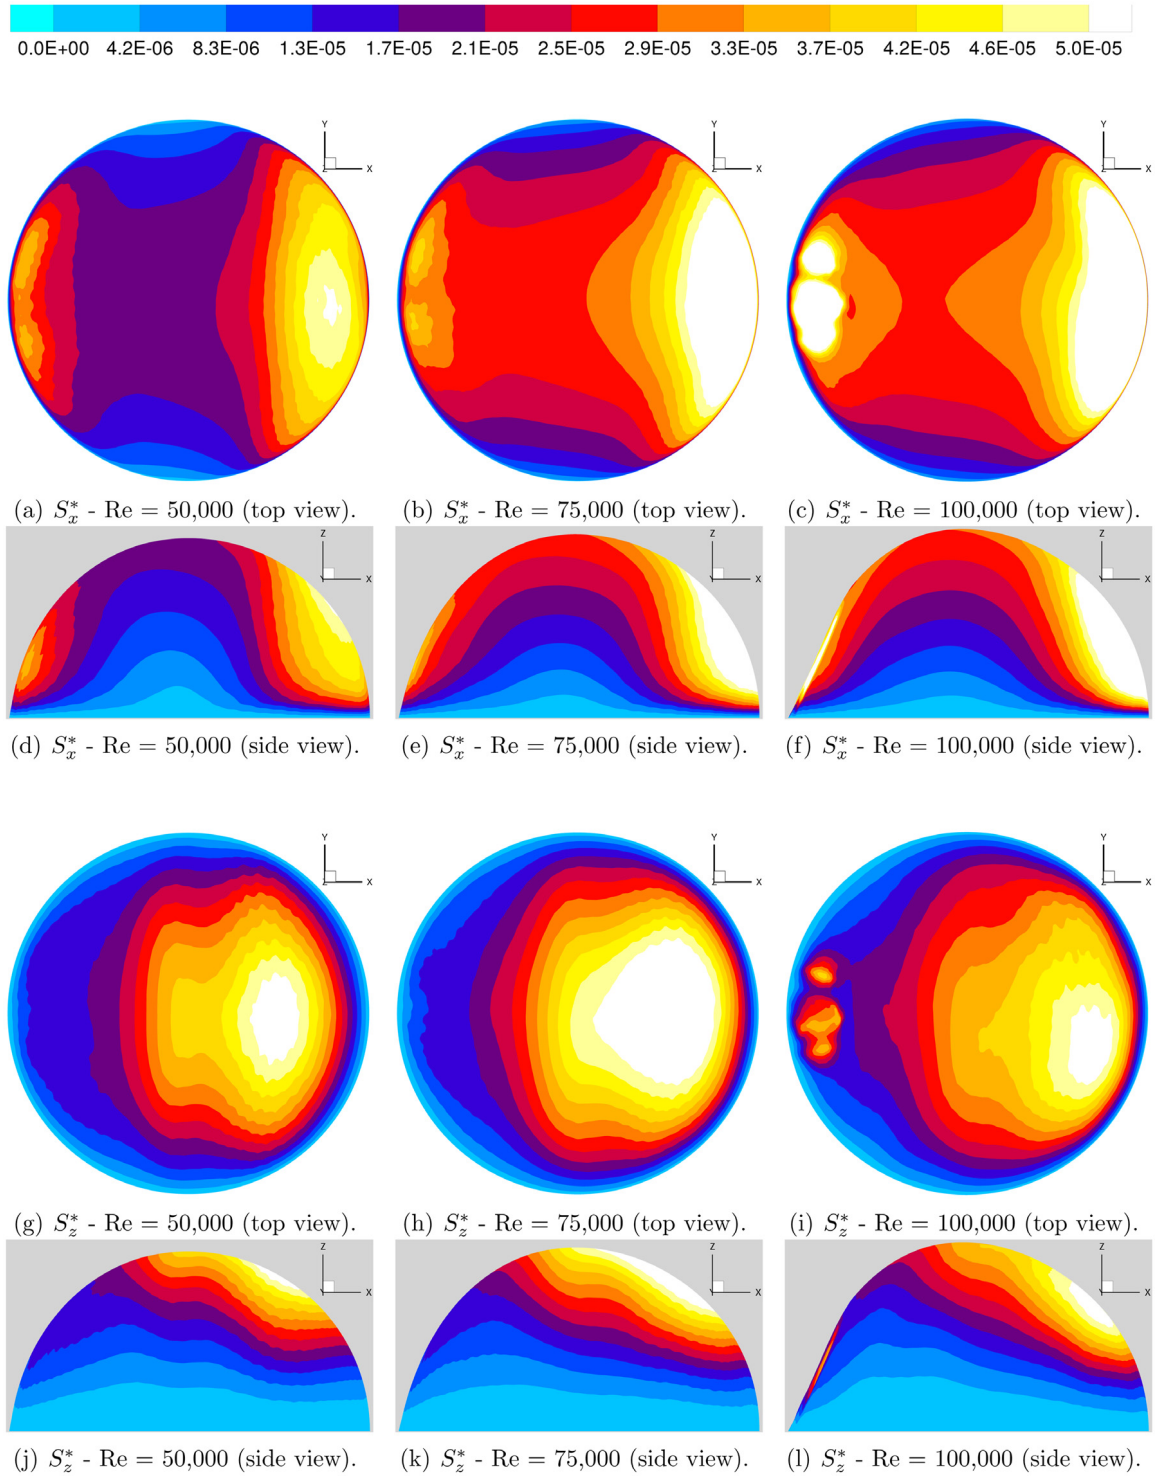 0.0E+00 4.2E-06 8.3E-06 1.3E-05 1.7E-05 2.1E-05 2.5E-05 2.9E-05 3.3E-05 3.7E-05 4.2E-05 4.6E-05 5.0E-05
Y Z X Y Z X Y Z X
(a) S*x - Re = 50,000 (top view). (b) S*x - Re = 75,000 (top view). (c) S*x - Re = 100,000 (top view).
Z Y X Z Y X Z Y X
(d) S*x - Re = 50,000 (side view). (e) S*x - Re = 75,000 (side view). (f) S*x - Re = 100,000 (side view).
Y Z X Y Z X Y Z X
(g) S*z - Re = 50,000 (top view). (h) S*z - Re = 75,000 (top view). (i) S*z - Re = 100,000 (top view).
Z Y X Z Y X Z Y X
(j) S*z - Re = 50,000 (side view). (k) S*z - Re = 75,000 (side view). (l) S*z - Re = 100,000 (side view).